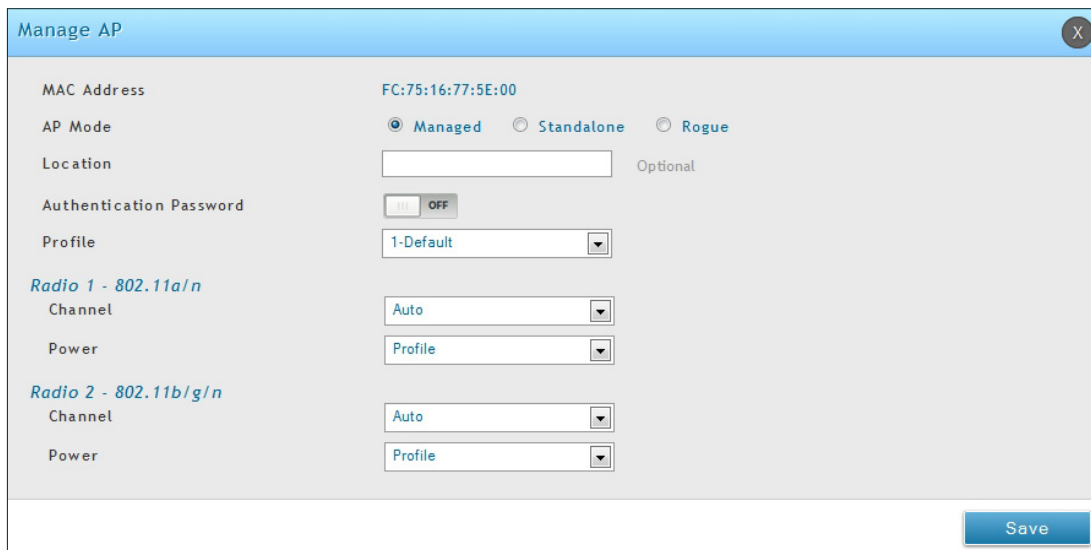 Manage AP X
MAC Address FC:75:16:77:5E:00
AP Mode Managed Standalone Rogue
Location Optional
Authentication Password OFF
Profile 1-Default
Radio 1 - 802.11a/n
Channel Auto
Power Profile
Radio 2 - 802.11b/g/n
Channel Auto
Power Profile
Save